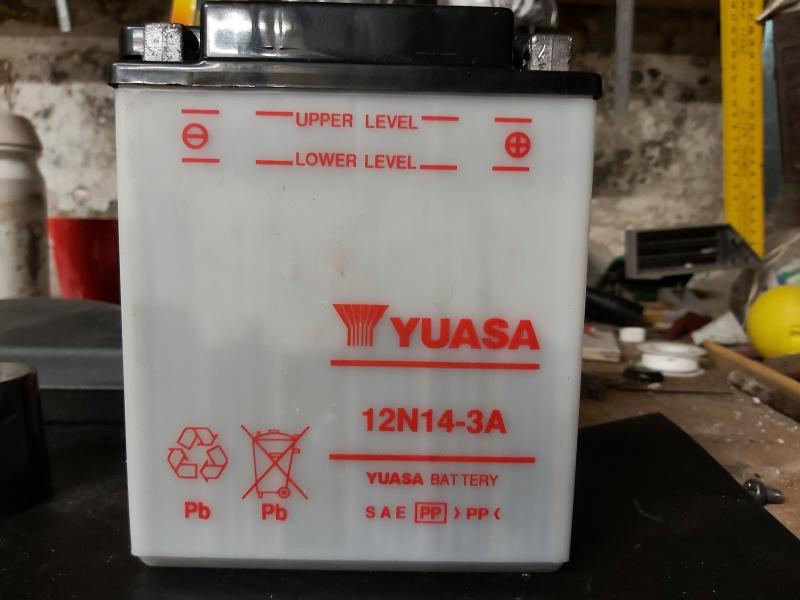 UPPER LEVEL
LOWER LEVEL
YUASA
12N14-3A
YUASA BATTERY
Pb
Pb
SAE PP >PP<